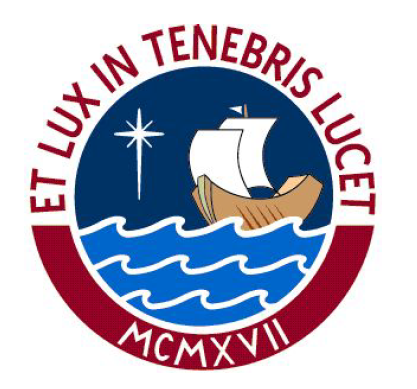 ET LUX IN TENEBRIS LUCET
MCMXVII